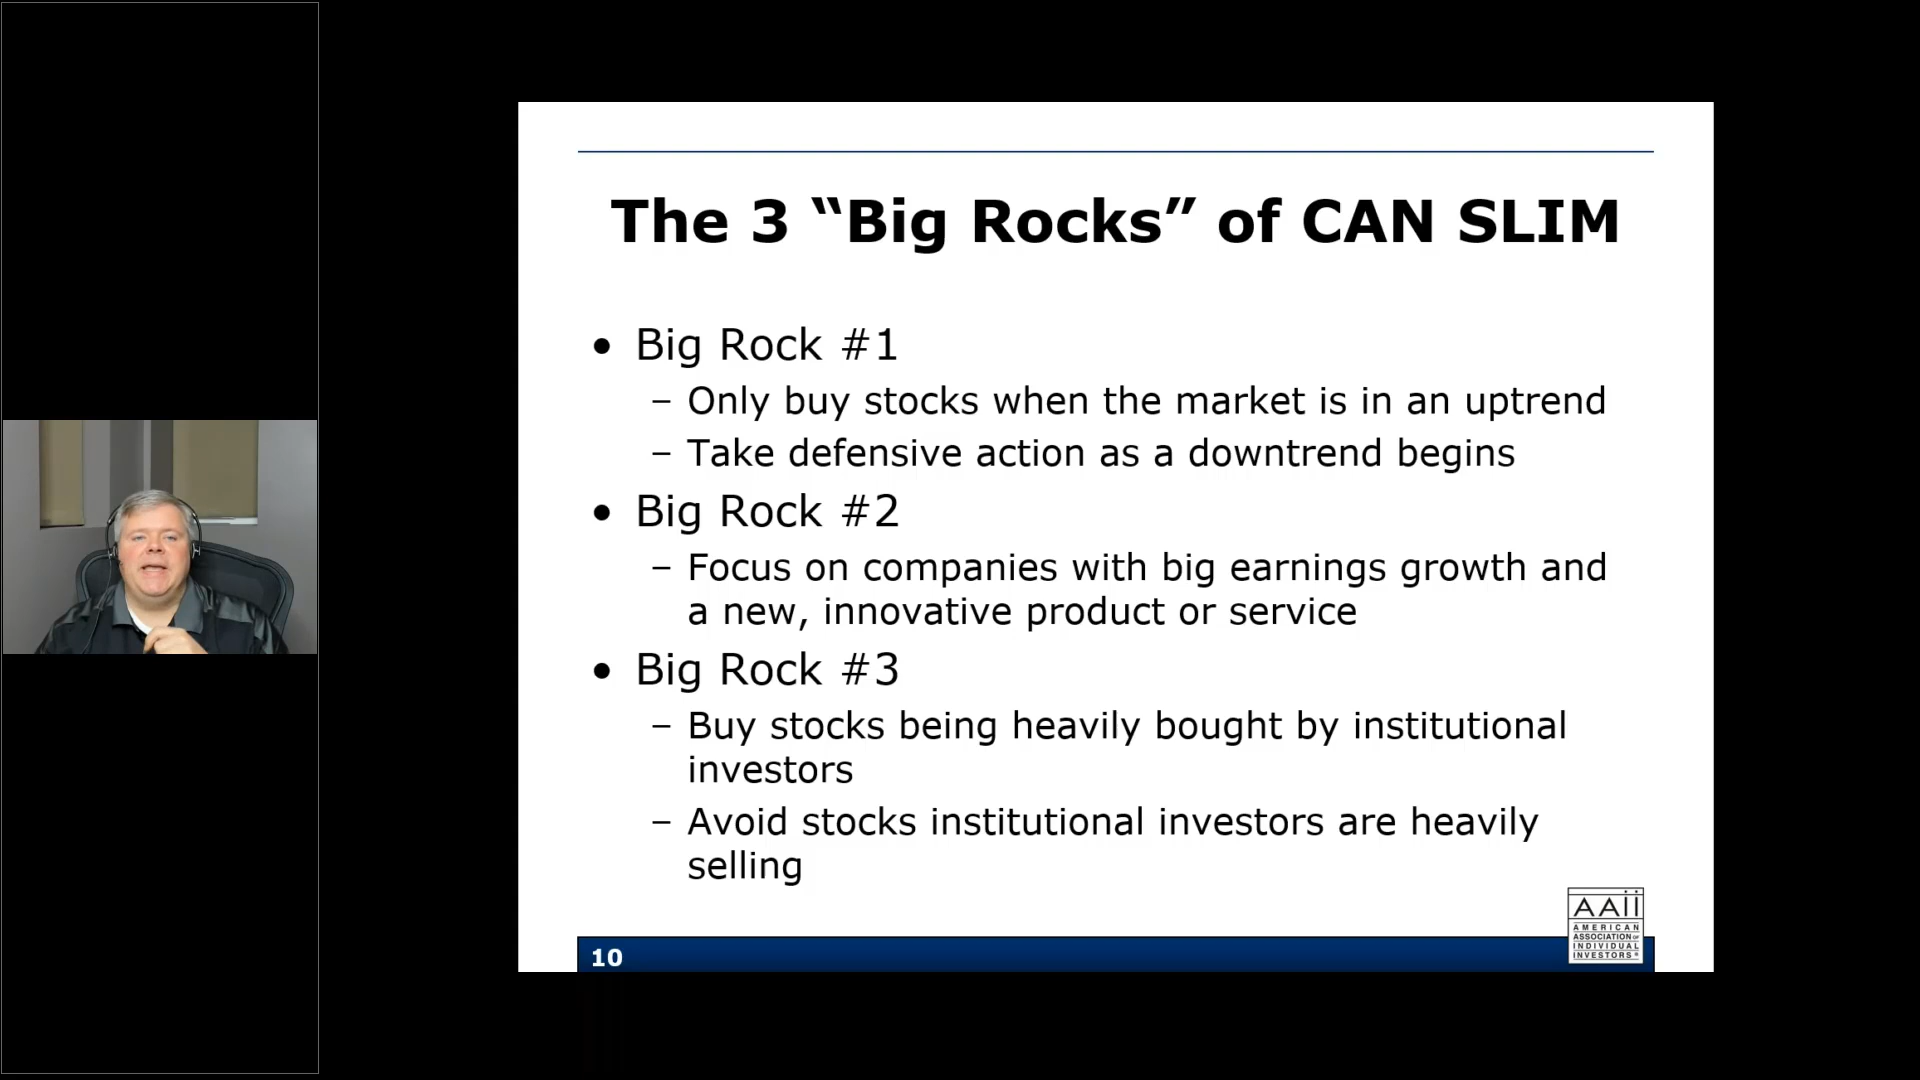 The 3 “Big Rocks” of CAN SLIM
• Big Rock #1
– Only buy stocks when the market is in an uptrend
– Take defensive action as a downtrend begins
• Big Rock #2
– Focus on companies with big earnings growth and
a new, innovative product or service
• Big Rock #3
– Buy stocks being heavily bought by institutional
investors
– Avoid stocks institutional investors are heavily
selling
10
AAii
AMERICAN
ASSOCIATION OF
INDIVIDUAL
INVESTORS®